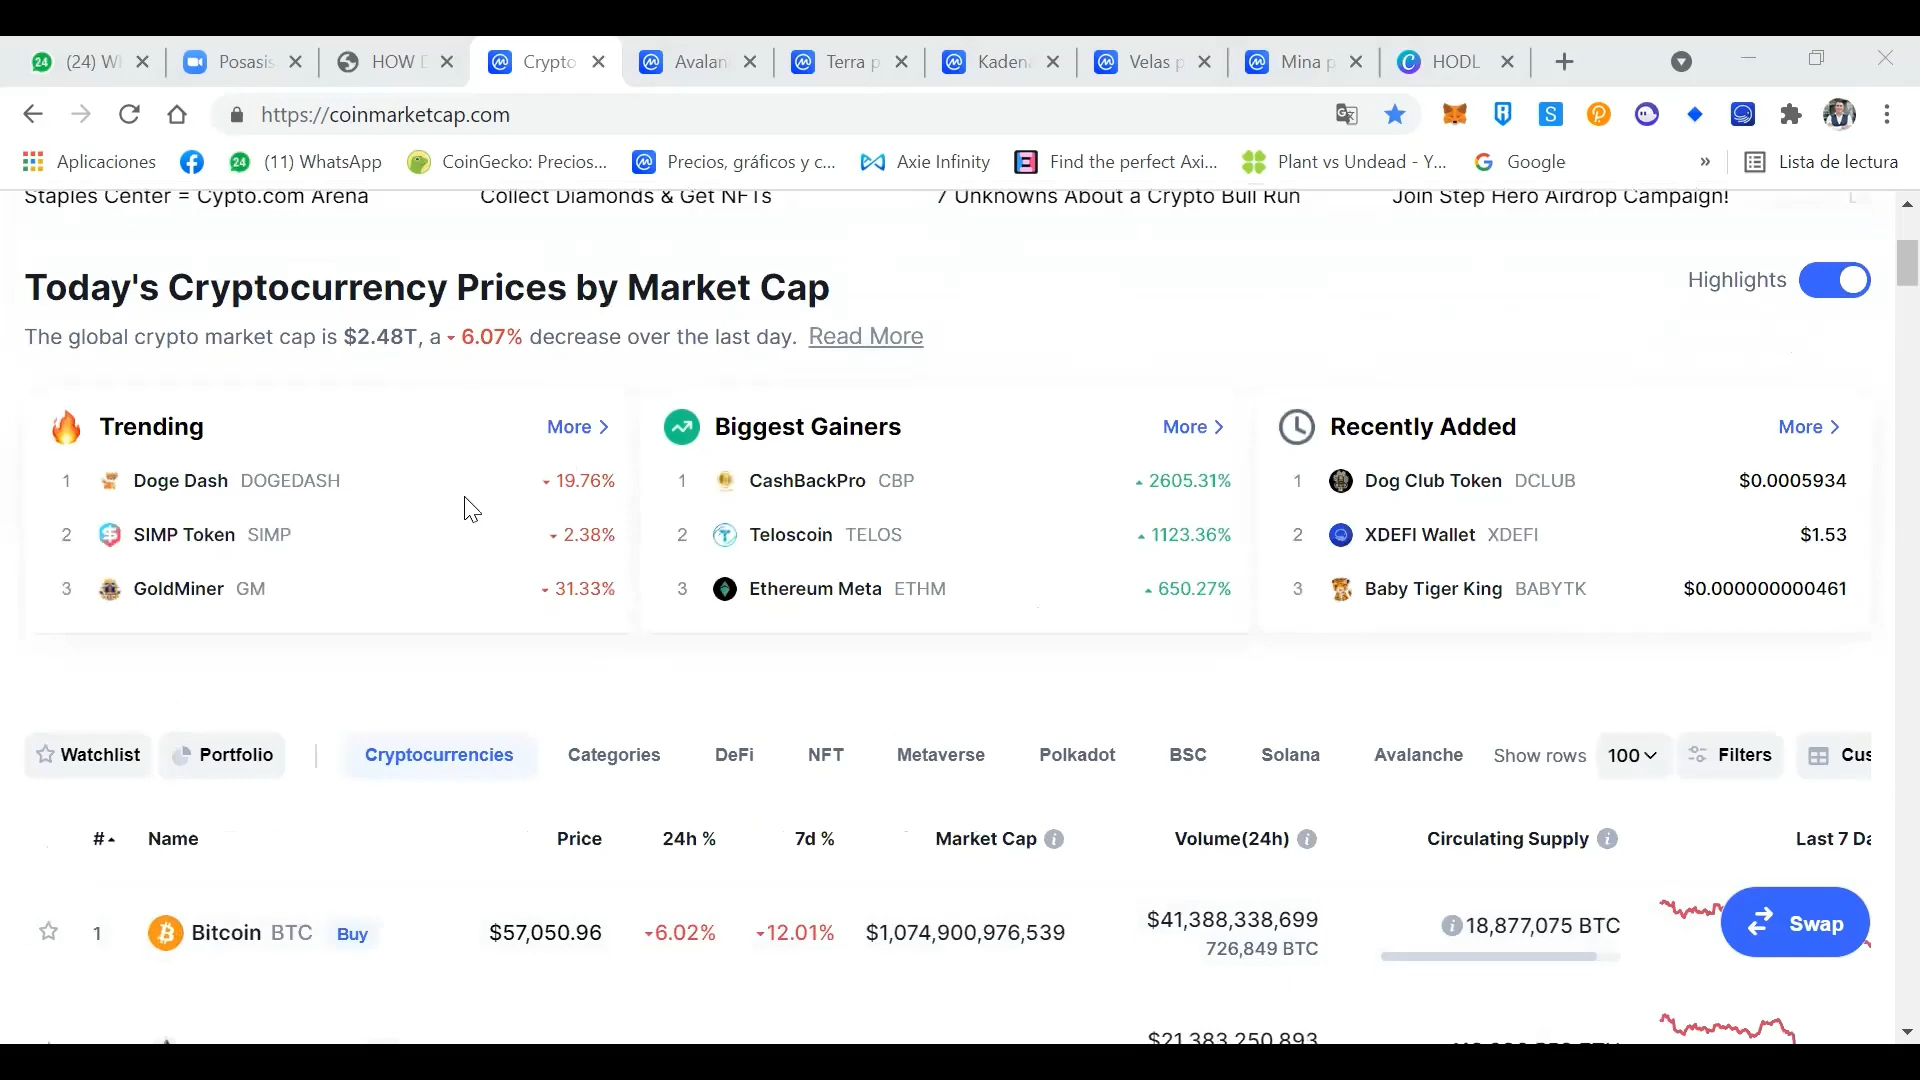 (24) W
Posasis
HOW
Crypto
Avalan
Terra p
Kadena
Velas p
Mina p
HODL
https://coinmarketcap.com
Aplicaciones
24 (11) WhatsApp
CoinGecko: Precios...
Precios, gráficos y c...
Axie Infinity
Find the perfect Axi...
Plant vs Undead - Y...
Google
»
Lista de lectura
Staples Center = Cypto.com Arena
Collect Diamonds & Get NFTs
7 Unknowns About a Crypto Bull Run
Join Step Hero Airdrop Campaign!
Today's Cryptocurrency Prices by Market Cap
Highlights
The global crypto market cap is $2.48T, a 6.07% decrease over the last day. Read More
Trending
More >
1 Doge Dash DOGEDASH 19.76%
2 SIMP Token SIMP 2.38%
3 GoldMiner GM 31.33%
Biggest Gainers
More >
1 CashBackPro CBP 2605.31%
2 Teloscoin TELOS 1123.36%
3 Ethereum Meta ETHM 650.27%
Recently Added
More >
1 Dog Club Token DCLUB $0.0005934
2 XDEFI Wallet XDEFI $1.53
3 Baby Tiger King BABYTK $0.000000000461
Watchlist Portfolio Cryptocurrencies Categories DeFi NFT Metaverse Polkadot BSC Solana Avalanche Show rows 100 Filters Cus
# Name Price 24h % 7d % Market Cap Volume(24h) Circulating Supply Last 7 Da
1 Bitcoin BTC Buy $57,050.96 6.02% 12.01% $1,074,900,976,539 $41,388,338,699 18,877,075 BTC
726,849 BTC
Swap
$21,383,250,893